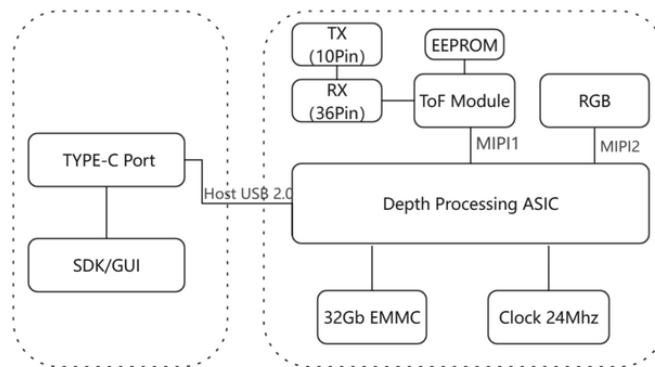 TX
(10Pin)
EEPROM
RX
(36Pin)
ToF Module
RGB
MIPI1
MIPI2
TYPE-C Port
Host USB 2.0
Depth Processing ASIC
SDK/GUI
32Gb EMMC
Clock 24Mhz